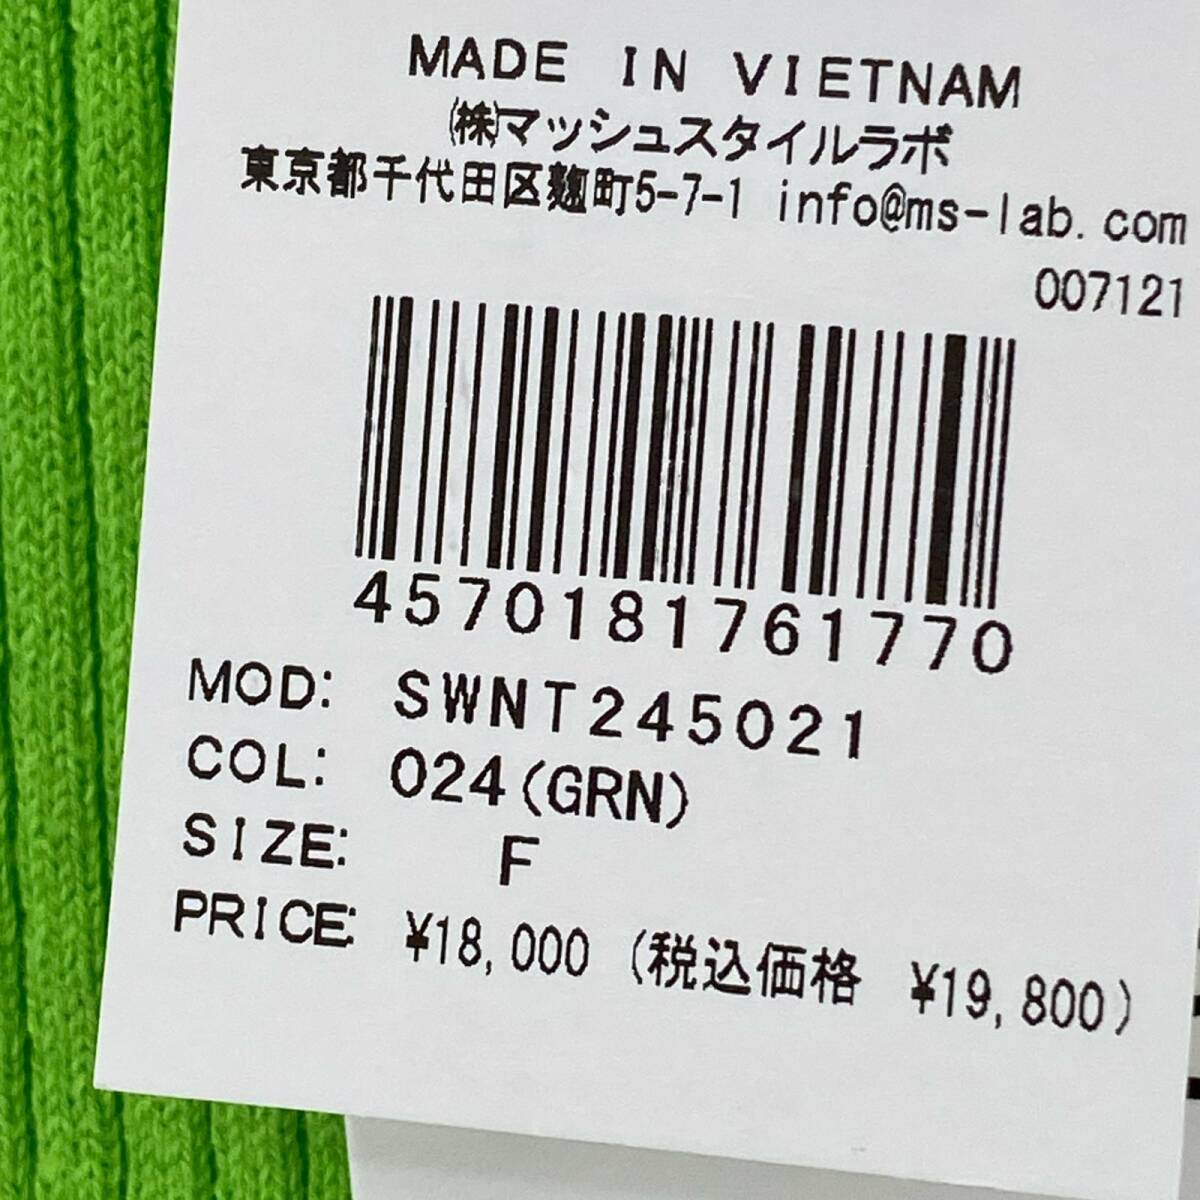 MADE IN VIETNAM
(株)マッシュスタイルラボ
東京都千代田区麹町5-7-1 info@ms-lab.com
007121
4570181761770
MOD: SWNT245021
COL: 024(GRN)
SIZE: F
PRICE: ¥18,000 (税込価格 ¥19,800)